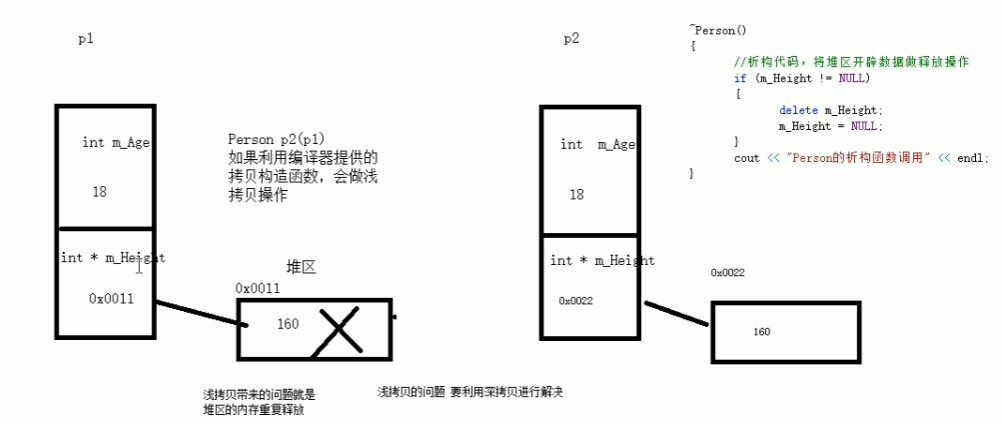 p1
int m_Age
18
int * m_Height
0x0011
Person p2(p1)
如果利用编译器提供的
拷贝构造函数，会做浅
拷贝操作
堆区
0x0011
160
浅拷贝带来的问题就是
堆区的内存重复释放
浅拷贝的问题 要利用深拷贝进行解决
p2
int m_Age
18
int * m_Height
0x0022
0x0022
160
~Person()
{
//析构代码，将堆区开辟数据做释放操作
if (m_Height != NULL)
{
delete m_Height;
m_Height = NULL;
}
cout << "Person的析构函数调用" << endl;
}